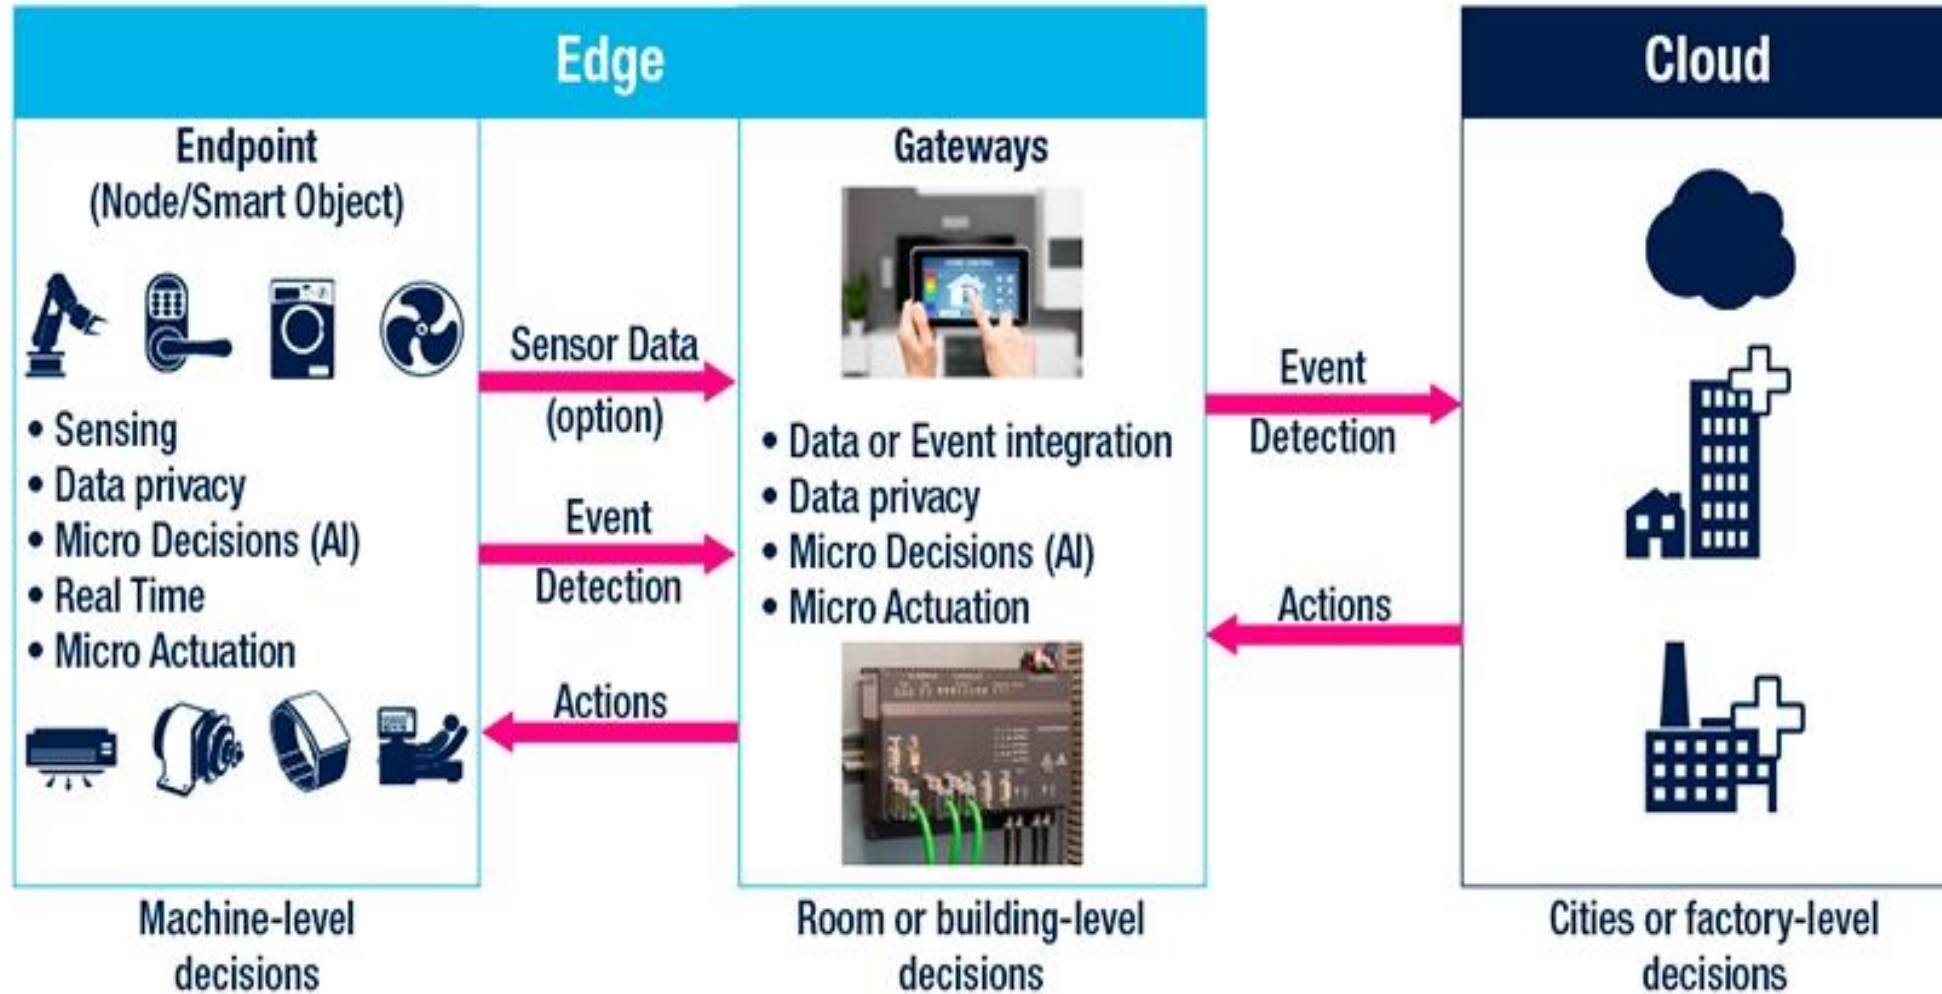 Edge
Cloud
Endpoint
(Node/Smart Object)
• Sensing
• Data privacy
• Micro Decisions (AI)
• Real Time
• Micro Actuation
Machine-level
decisions
Sensor Data
(option)
Event
Detection
Actions
Gateways
• Data or Event integration
• Data privacy
• Micro Decisions (AI)
• Micro Actuation
Room or building-level
decisions
Event
Detection
Actions
Cities or factory-level
decisions